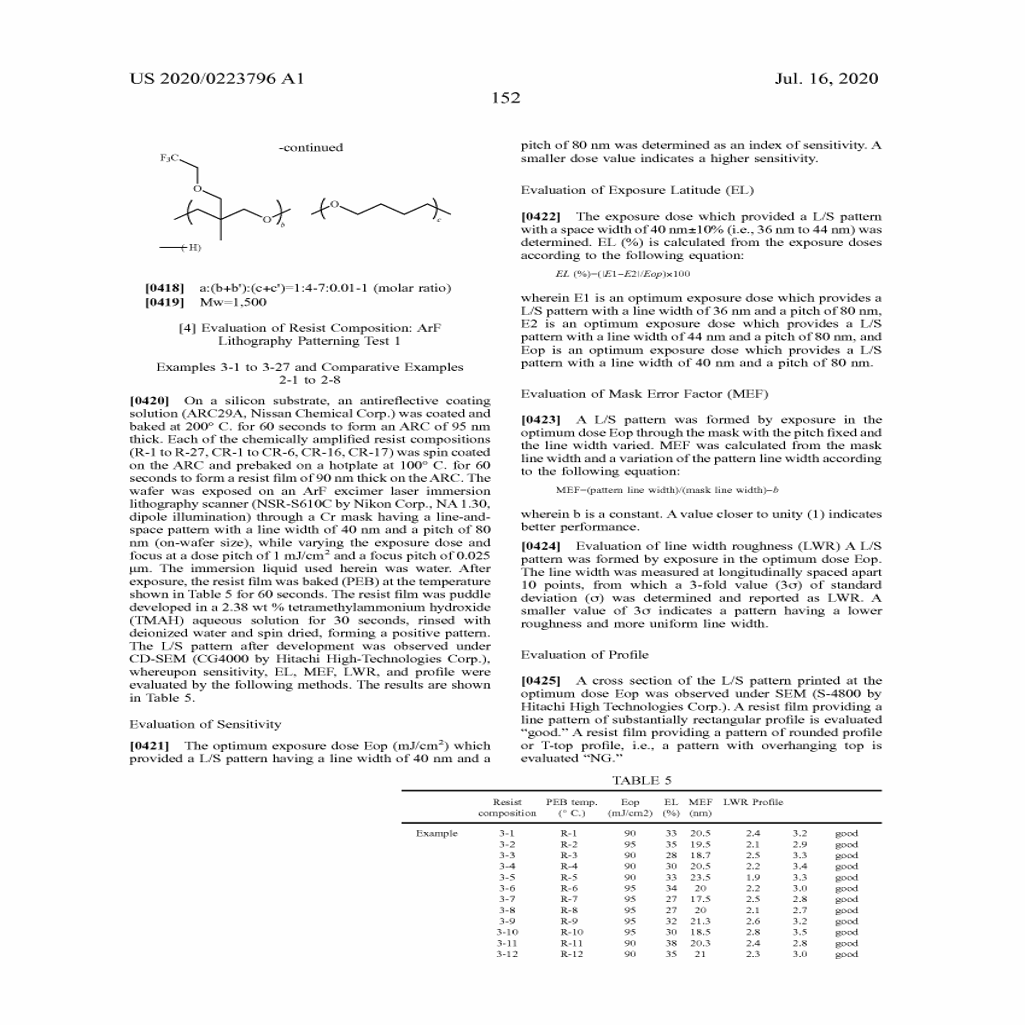 US 2020/0223796 A1
Jul. 16, 2020
152
-continued
F₃C
O
O
b
O
c
H)
[0418] a:(b+b'):(c+c')=1:4-7:0.01-1 (molar ratio)
[0419] Mw=1,500
[4] Evaluation of Resist Composition: ArF
Lithography Patterning Test 1
Examples 3-1 to 3-27 and Comparative Examples
2-1 to 2-8
[0420] On a silicon substrate, an antireflective coating
solution (ARC29A, Nissan Chemical Corp.) was coated and
baked at 200° C. for 60 seconds to form an ARC of 95 nm
thick. Each of the chemically amplified resist compositions
(R-1 to R-27, CR-1 to CR-6, CR-16, CR-17) was spin coated
on the ARC and prebaked on a hotplate at 100° C. for 60
seconds to form a resist film of 90 nm thick on the ARC. The
wafer was exposed on an ArF excimer laser immersion
lithography scanner (NSR-S610C by Nikon Corp., NA 1.30,
dipole illumination) through a Cr mask having a line-and-
space pattern with a line width of 40 nm and a pitch of 80
nm (on-wafer size), while varying the exposure dose and
focus at a dose pitch of 1 mJ/cm² and a focus pitch of 0.025
μm. The immersion liquid used herein was water. After
exposure, the resist film was baked (PEB) at the temperature
shown in Table 5 for 60 seconds. The resist film was puddle
developed in a 2.38 wt % tetramethylammonium hydroxide
(TMAH) aqueous solution for 30 seconds, rinsed with
deionized water and spin dried, forming a positive pattern.
The L/S pattern after development was observed under
CD-SEM (CG4000 by Hitachi High-Technologies Corp.),
whereupon sensitivity, EL, MEF, LWR, and profile were
evaluated by the following methods. The results are shown
in Table 5.
Evaluation of Sensitivity
[0421] The optimum exposure dose Eop (mJ/cm²) which
provided a L/S pattern having a line width of 40 nm and a
pitch of 80 nm was determined as an index of sensitivity. A
smaller dose value indicates a higher sensitivity.
Evaluation of Exposure Latitude (EL)
[0422] The exposure dose which provided a L/S pattern
with a space width of 40 nm±10% (i.e., 36 nm to 44 nm) was
determined. EL (%) is calculated from the exposure doses
according to the following equation:
EL (%)=(|E1−E2|/Eop)×100
wherein E1 is an optimum exposure dose which provides a
L/S pattern with a line width of 36 nm and a pitch of 80 nm,
E2 is an optimum exposure dose which provides a L/S
pattern with a line width of 44 nm and a pitch of 80 nm, and
Eop is an optimum exposure dose which provides a L/S
pattern with a line width of 40 nm and a pitch of 80 nm.
Evaluation of Mask Error Factor (MEF)
[0423] A L/S pattern was formed by exposure in the
optimum dose Eop through the mask with the pitch fixed and
the line width varied. MEF was calculated from the mask
line width and a variation of the pattern line width according
to the following equation:
MEF=(pattern line width)/(mask line width)−b
wherein b is a constant. A value closer to unity (1) indicates
better performance.
[0424] Evaluation of line width roughness (LWR) A L/S
pattern was formed by exposure in the optimum dose Eop.
The line width was measured at longitudinally spaced apart
10 points, from which a 3-fold value (3σ) of standard
deviation (σ) was determined and reported as LWR. A
smaller value of 3σ indicates a pattern having a lower
roughness and more uniform line width.
Evaluation of Profile
[0425] A cross section of the L/S pattern printed at the
optimum dose Eop was observed under SEM (S-4800 by
Hitachi High Technologies Corp.). A resist film providing a
line pattern of substantially rectangular profile is evaluated
“good.” A resist film providing a pattern of rounded profile
or T-top profile, i.e., a pattern with overhanging top is
evaluated “NG.”
TABLE 5
Resist PEB temp. Eop EL MEF LWR Profile
composition (° C.) (mJ/cm2) (%) (nm)
Example 3-1 R-1 90 33 20.5 2.4 3.2 good
3-2 R-2 95 35 19.5 2.1 2.9 good
3-3 R-3 90 28 18.7 2.5 3.3 good
3-4 R-4 90 30 20.5 2.2 3.4 good
3-5 R-5 90 33 23.5 1.9 3.3 good
3-6 R-6 95 34 20 2.2 3.0 good
3-7 R-7 95 27 17.5 2.5 2.8 good
3-8 R-8 95 27 20 2.1 2.7 good
3-9 R-9 95 32 21.3 2.6 3.2 good
3-10 R-10 95 30 18.5 2.8 3.5 good
3-11 R-11 90 38 20.3 2.4 2.8 good
3-12 R-12 90 35 21 2.3 3.0 good